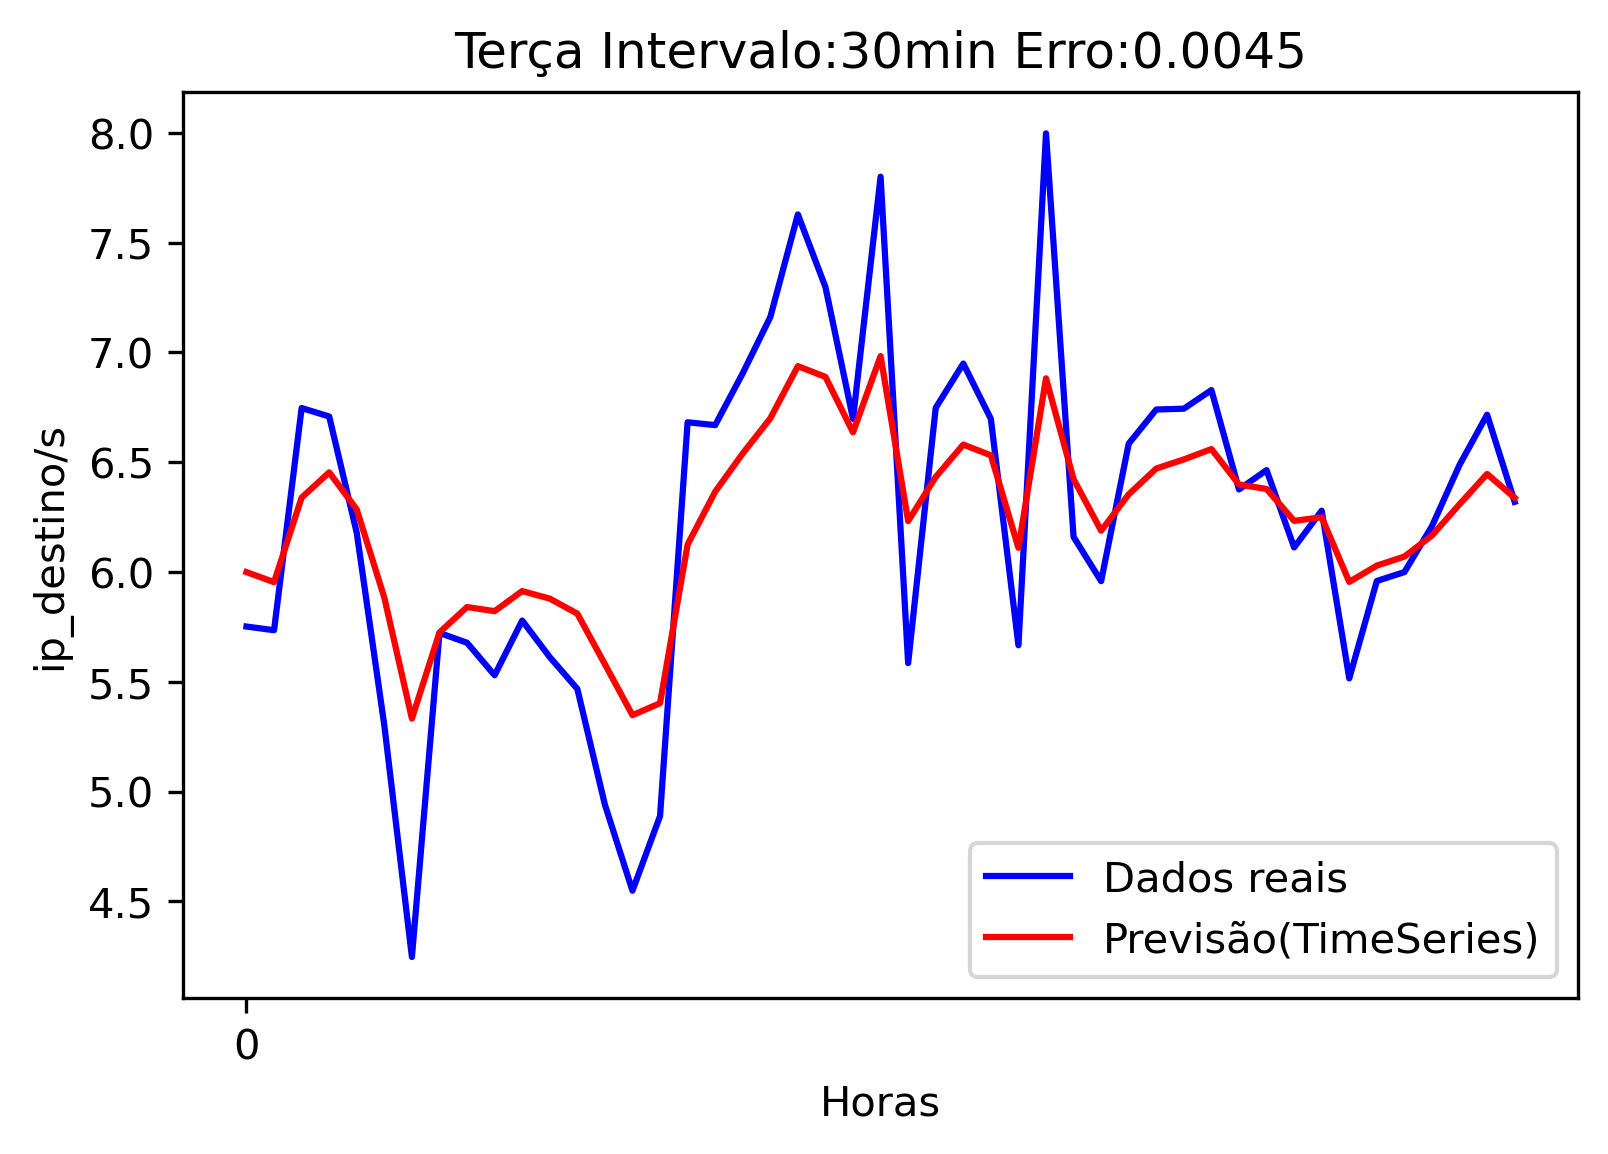 Terça Intervalo:30min Erro:0.0045
8.0
7.5
7.0
6.5
6.0
5.5
5.0
4.5
ip_destino/s
Dados reais
Previsão(TimeSeries)
0
Horas